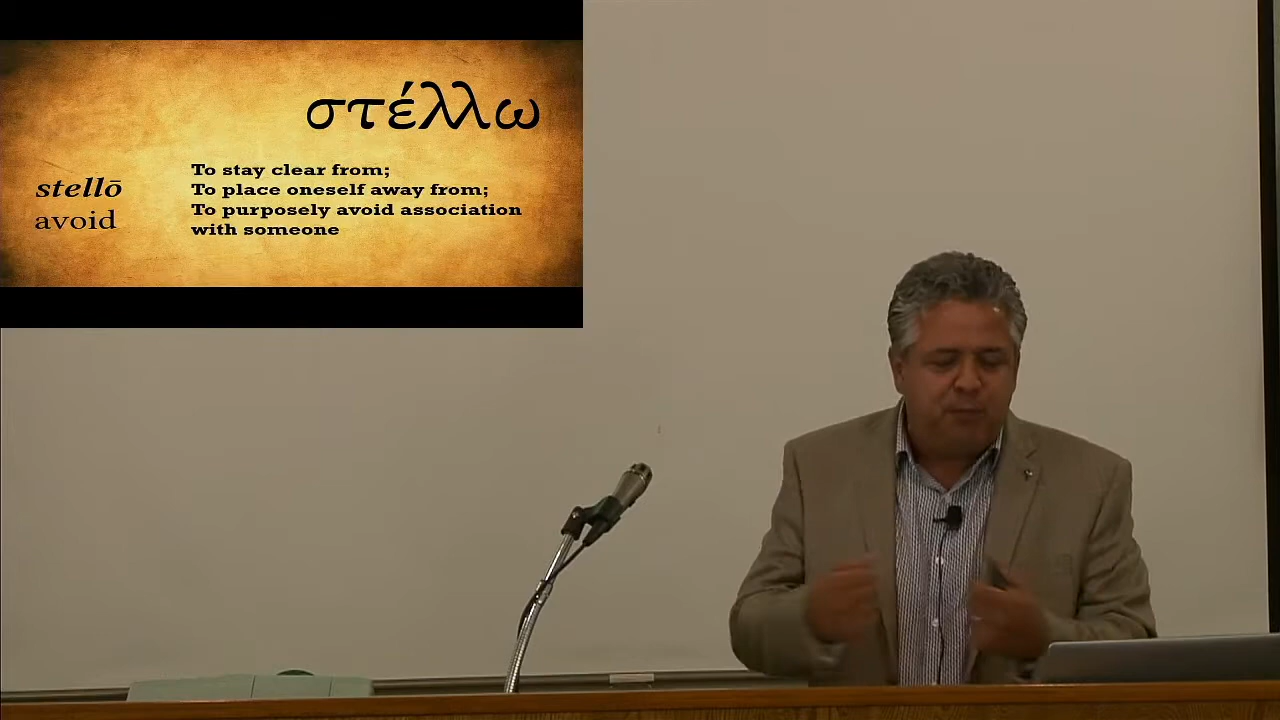 στέλλω
stellō
avoid
To stay clear from;
To place oneself away from;
To purposely avoid association
with someone